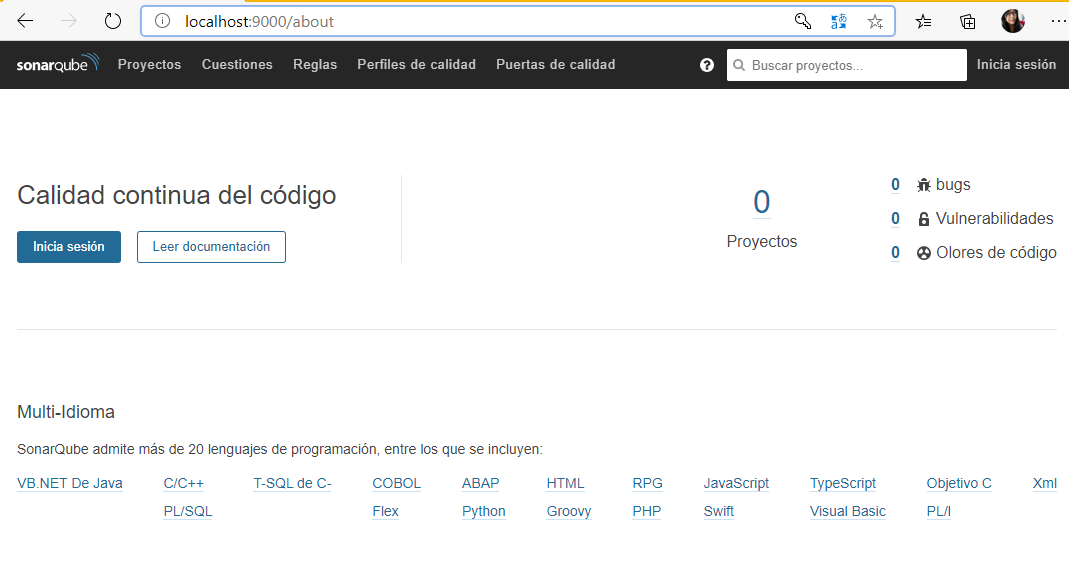 localhost:9000/about
sonarqube Proyectos Cuestiones Reglas Perfiles de calidad Puertas de calidad ? Buscar proyectos... Inicia sesión
Calidad continua del código
Inicia sesión Leer documentación
0
Proyectos
0 bugs
0 Vulnerabilidades
0 Olores de código
Multi-Idioma
SonarQube admite más de 20 lenguajes de programación, entre los que se incluyen:
VB.NET De Java C/C++ T-SQL de C- COBOL ABAP HTML RPG JavaScript TypeScript Objetivo C Xml
PL/SQL Flex Python Groovy PHP Swift Visual Basic PL/I